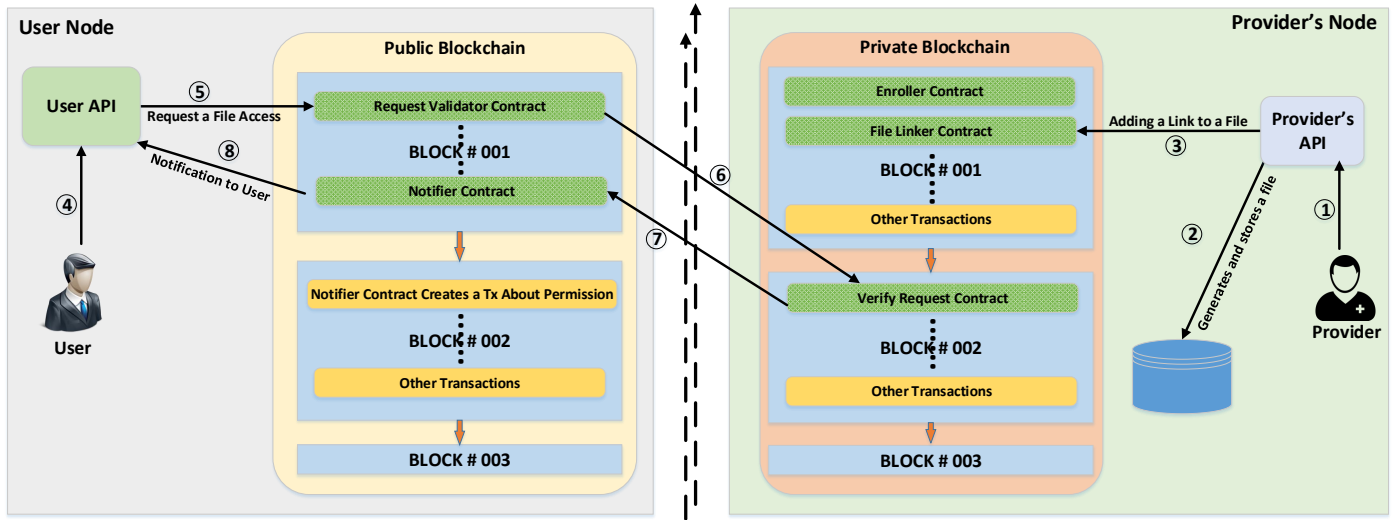 User Node
Public Blockchain
User API
⑤
Request a File Access
⑧
Notification to User
④
User
Request Validator Contract
BLOCK # 001
Notifier Contract
Notifier Contract Creates a Tx About Permission
BLOCK # 002
Other Transactions
BLOCK # 003
⑥
⑦
Provider's Node
Private Blockchain
Enroller Contract
File Linker Contract
BLOCK # 001
Other Transactions
Verify Request Contract
BLOCK # 002
Other Transactions
BLOCK # 003
Adding a Link to a File
③
Provider's
API
②
Generates and stores a file
①
Provider